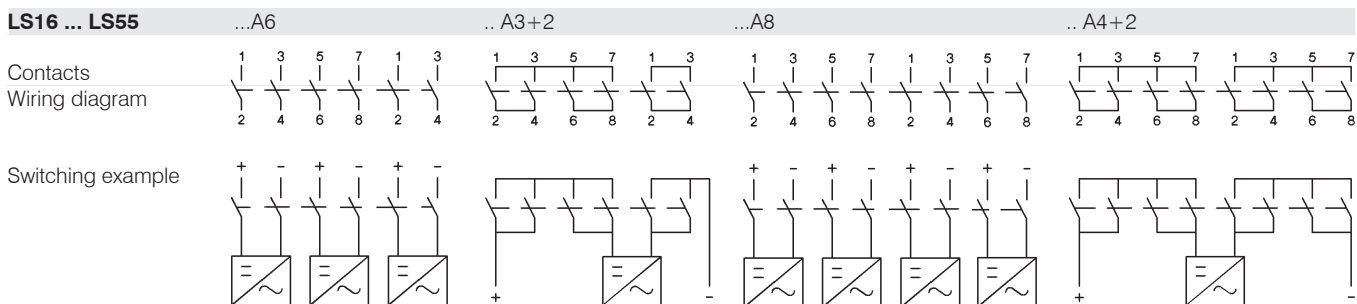 LS16 ... LS55 ...A6 .. A3+2 ...A8 .. A4+2
Contacts
Wiring diagram
1 3 5 7 1 3 1 3 5 7 1 3 1 3 5 7 1 3 5 7 1 3 5 7 1 3 5 7
2 4 6 8 2 4 2 4 6 8 2 4 2 4 6 8 2 4 6 8 2 4 6 8 2 4 6 8
Switching example
+ - + - + - + - + - + - + -
= ~ = ~ = ~ = ~ = ~ = ~ = ~ = ~ = ~
+ - + -